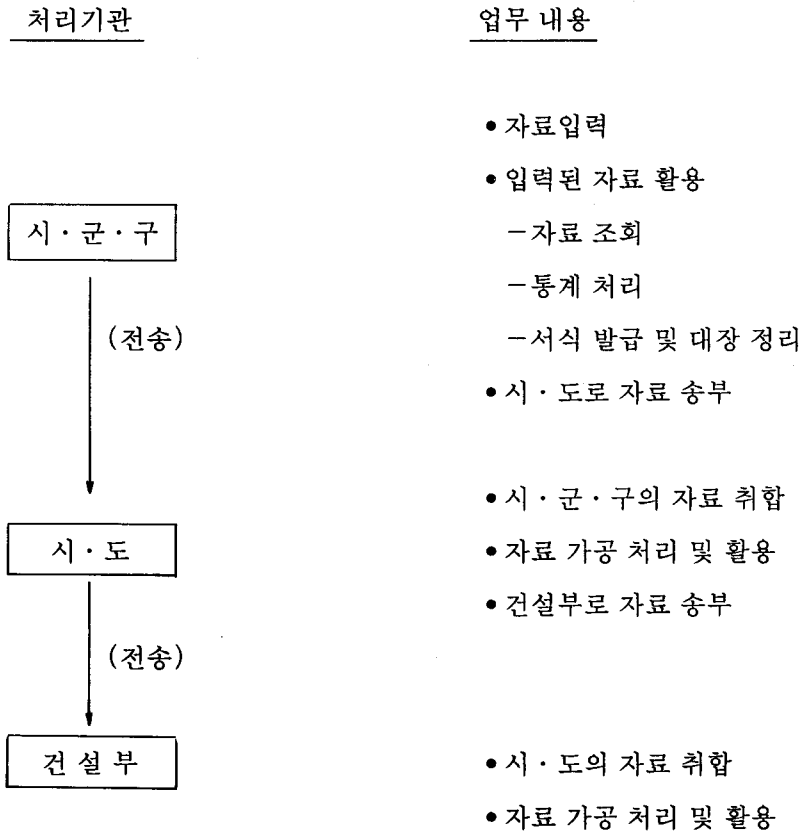 처리기관
업무 내용
• 자료입력
• 입력된 자료 활용
시 · 군 · 구
－자료 조회
－통계 처리
(전송)
－서식 발급 및 대장 정리
• 시 · 도로 자료 송부
• 시 · 군 · 구의 자료 취합
시 · 도
• 자료 가공 처리 및 활용
• 건설부로 자료 송부
(전송)
건 설 부
• 시 · 도의 자료 취합
• 자료 가공 처리 및 활용